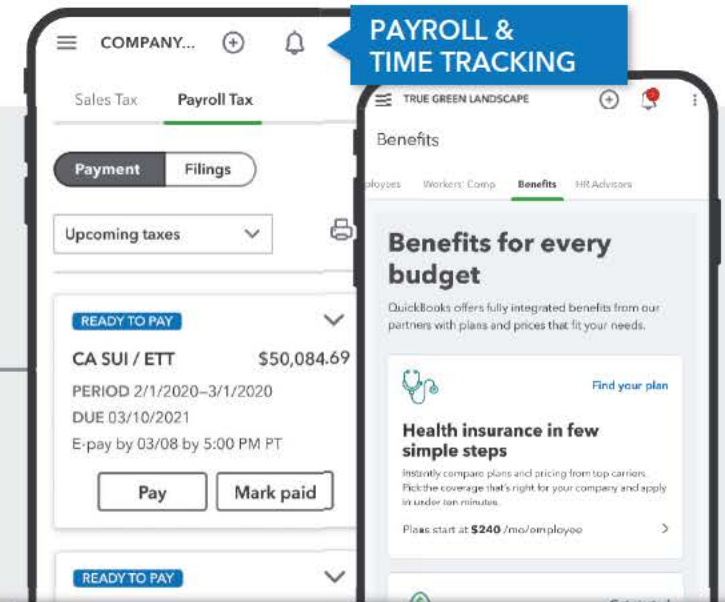 PAYROLL &
TIME TRACKING
COMPANY...
Sales Tax Payroll Tax
Payment Filings
Upcoming taxes
READY TO PAY
CA SUI / ETT $50,084.69
PERIOD 2/1/2020–3/1/2020
DUE 03/10/2021
E-pay by 03/08 by 5:00 PM PT
Pay Mark paid
READY TO PAY
TRUE GREEN LANDSCAPE
Benefits
ployees Workers' Comp Benefits HR Advisors
Benefits for every
budget
QuickBooks offers fully integrated benefits from our
partners with plans and prices that fit your needs.
Find your plan
Health insurance in few
simple steps
Instantly compare plans and pricing from top carriers.
Pick the coverage that's right for your company and apply
in under ten minutes.
Plans start at $240 /mo/employee